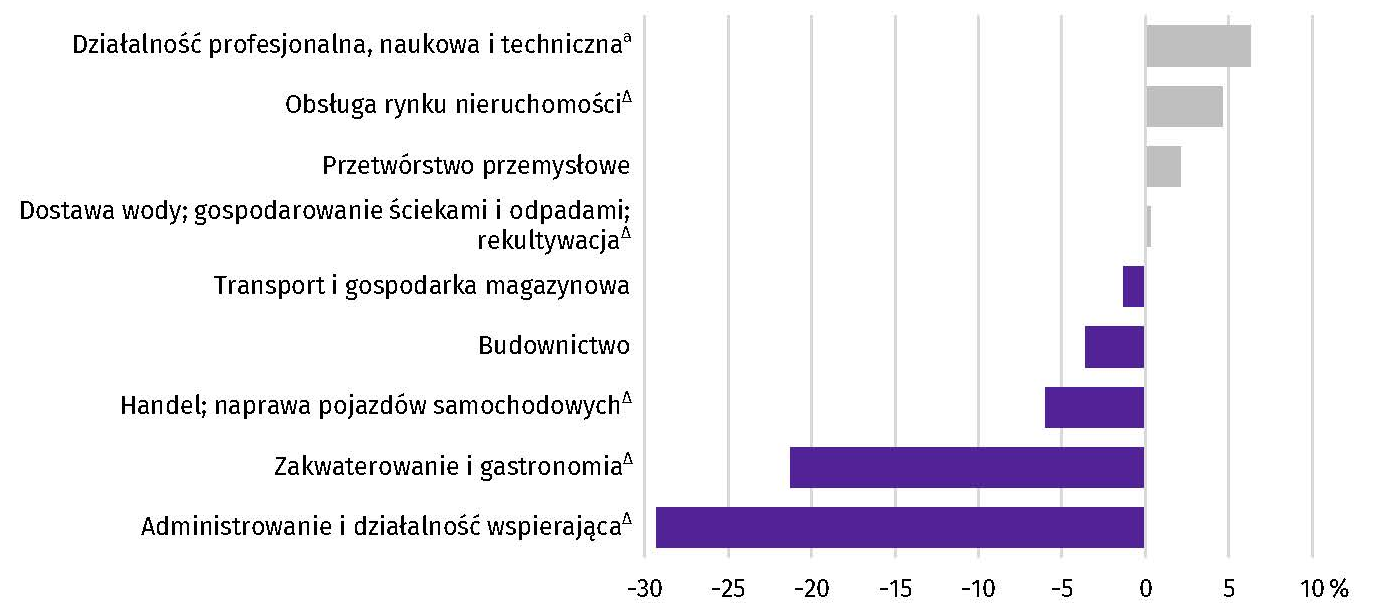 Działalność profesjonalna, naukowa i technicznaᵃ
Obsługa rynku nieruchomości^Δ
Przetwórstwo przemysłowe
Dostawa wody; gospodarowanie ściekami i odpadami;
rekultywacja^Δ
Transport i gospodarka magazynowa
Budownictwo
Handel; naprawa pojazdów samochodowych^Δ
Zakwaterowanie i gastronomia^Δ
Administrowanie i działalność wspierająca^Δ
-30 -25 -20 -15 -10 -5 0 5 10 %